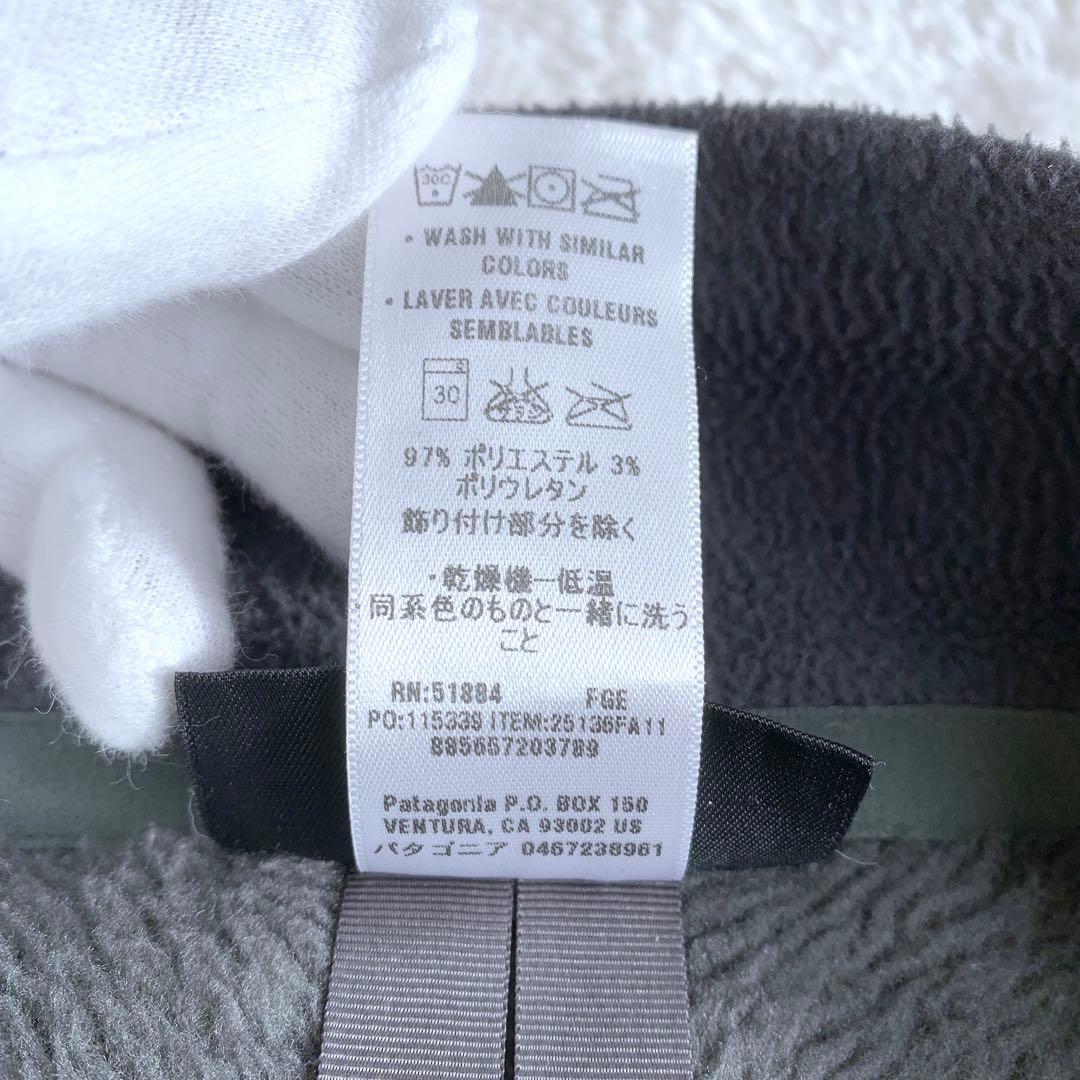 30C
• WASH WITH SIMILAR
COLORS
• LAVER AVEC COULEURS
SEMBLABLES
30
97% ポリエステル 3%
ポリウレタン
飾り付け部分を除く
・乾燥機ー低温
・同系色のものと一緒に洗う
こと
RN:51884 FGE
PO:115339 ITEM:25136FA11
885657203789
Patagonia P.O. BOX 150
VENTURA, CA 93002 US
パタゴニア 0467238961